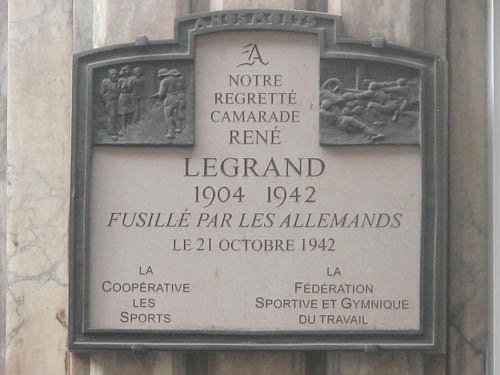 A
NOTRE
REGRETTÉ
CAMARADE
RENÉ
LEGRAND
1904 1942
FUSILLÉ PAR LES ALLEMANDS
LE 21 OCTOBRE 1942
LA
COOPÉRATIVE
LES
SPORTS
LA
FÉDÉRATION
SPORTIVE ET GYMNIQUE
DU TRAVAIL